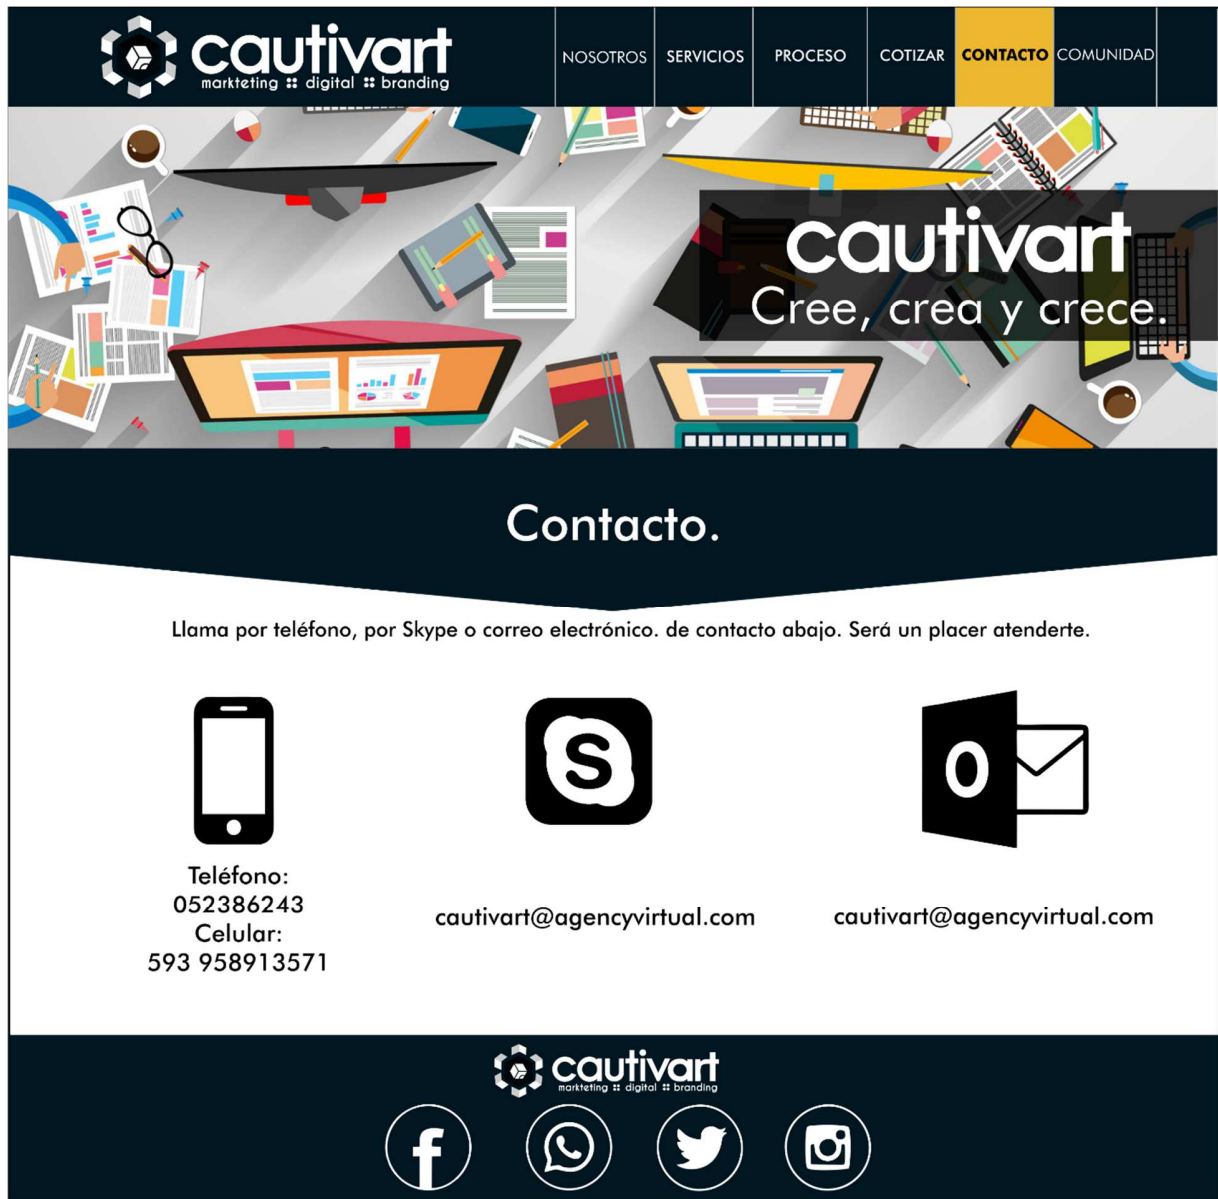 cautivart
markteting :: digital :: branding
NOSOTROS
SERVICIOS
PROCESO
COTIZAR
CONTACTO
COMUNIDAD
cautivart
Cree, crea y crece.
Contacto.
Llama por teléfono, por Skype o correo electrónico. de contacto abajo. Será un placer atenderte.
Teléfono:
052386243
Celular:
593 958913571
cautivart@agencyvirtual.com
cautivart@agencyvirtual.com
cautivart
markteting :: digital :: branding